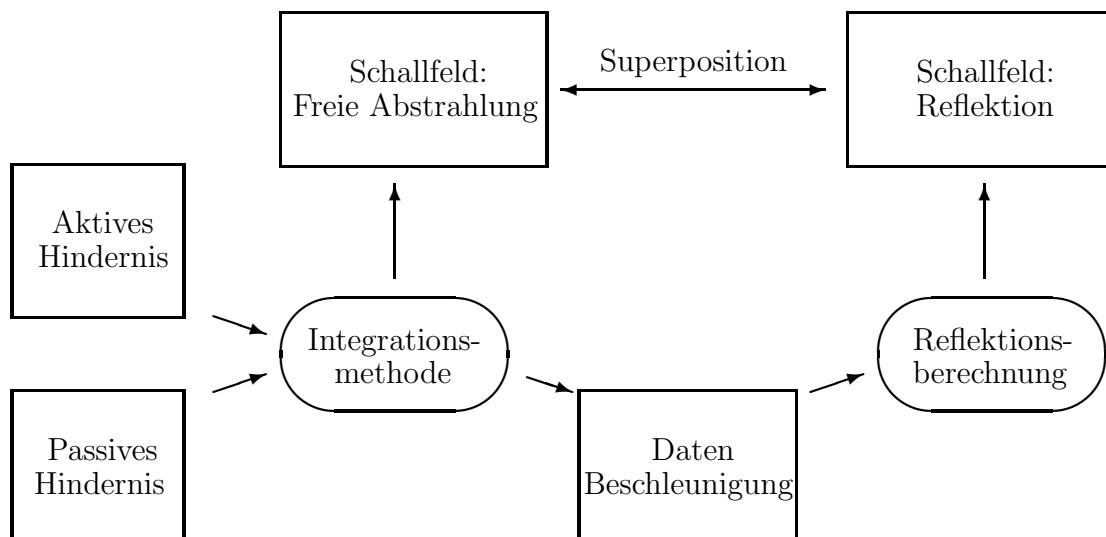 Schallfeld:
Freie Abstrahlung
Superposition
Schallfeld:
Reflektion
Aktives
Hindernis
Integrations-
methode
Reflektions-
berechnung
Passives
Hindernis
Daten
Beschleunigung